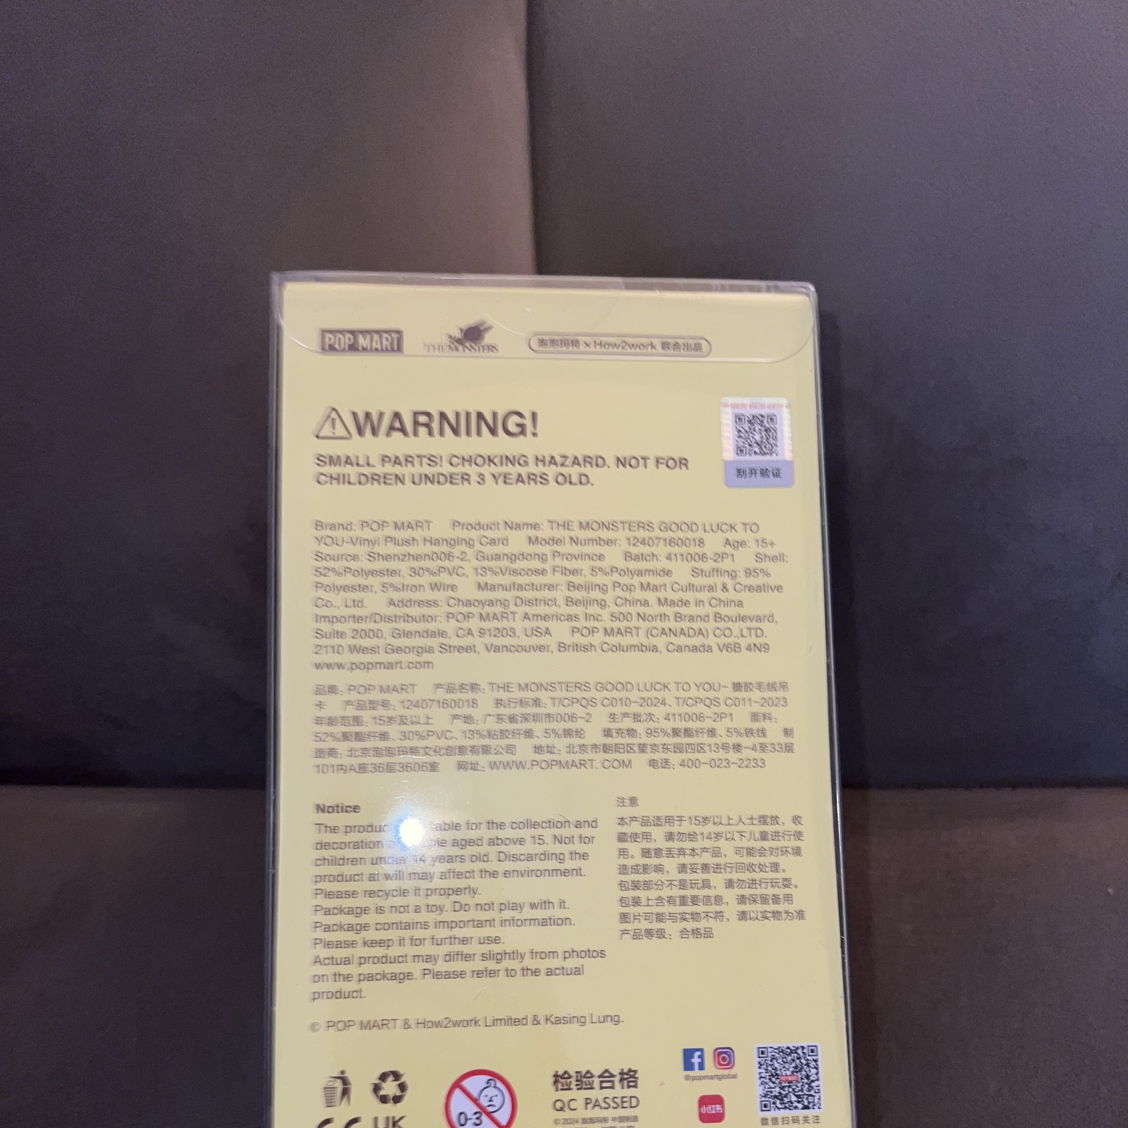 POP MART
THE MONSTERS
泡泡玛特 x How2work 联合出品
WARNING!
SMALL PARTS! CHOKING HAZARD. NOT FOR
CHILDREN UNDER 3 YEARS OLD.
刮开验证
Brand: POP MART Product Name: THE MONSTERS GOOD LUCK TO
YOU-Vinyl Plush Hanging Card Model Number: 12407160018 Age: 15+
Source: Shenzhen006-2, Guangdong Province Batch: 411006-2P1 Shell:
52%Polyester, 30%PVC, 13%Viscose Fiber, 5%Polyamide Stuffing: 95%
Polyester, 5%Iron Wire Manufacturer: Beijing Pop Mart Cultural & Creative
Co., Ltd. Address: Chaoyang District, Beijing, China. Made in China
Importer/Distributor: POP MART Americas Inc. 500 North Brand Boulevard,
Suite 2000, Glendale, CA 91203, USA POP MART (CANADA) CO.,LTD.
2110 West Georgia Street, Vancouver, British Columbia, Canada V6B 4N9
www.popmart.com
品牌: POP MART 产品名称: THE MONSTERS GOOD LUCK TO YOU- 搪胶毛绒吊
卡 产品型号: 12407160018 执行标准: T/CPQS C010-2024、T/CPQS C011-2023
年龄范围: 15岁及以上 产地: 广东省深圳市006-2 生产批次: 411006-2P1 面料:
52%聚酯纤维、30%PVC、13%粘胶纤维、5%锦纶 填充物: 95%聚酯纤维、5%铁线 制
造商: 北京泡泡玛特文化创意有限公司 地址: 北京市朝阳区望京东园四区13号楼-4至33层
101内A座36层3606室 网址: WWW.POPMART.COM 电话: 400-023-2233
Notice
The product able for the collection and
decoration aged above 15. Not for
children under 14 years old. Discarding the
product at will may affect the environment.
Please recycle it properly.
Package is not a toy. Do not play with it.
Package contains important information.
Please keep it for further use.
Actual product may differ slightly from photos
on the package. Please refer to the actual
product.
注意
本产品适用于15岁以上人士摆放，收
藏使用，请勿给14岁以下儿童进行使
用。随意丢弃本产品，可能会对环境
造成影响，请妥善进行回收处理。
包装部分不是玩具，请勿进行玩耍。
包装上含有重要信息，请保留备用
图片可能与实物不符，请以实物为准
产品等级：合格品
© POP MART & How2work Limited & Kasing Lung.
0-3
检验合格
QC PASSED
© 2024 泡泡玛特 中国制造
@popmartglobal
小红书
POP MART
微信扫码关注
CE
UK